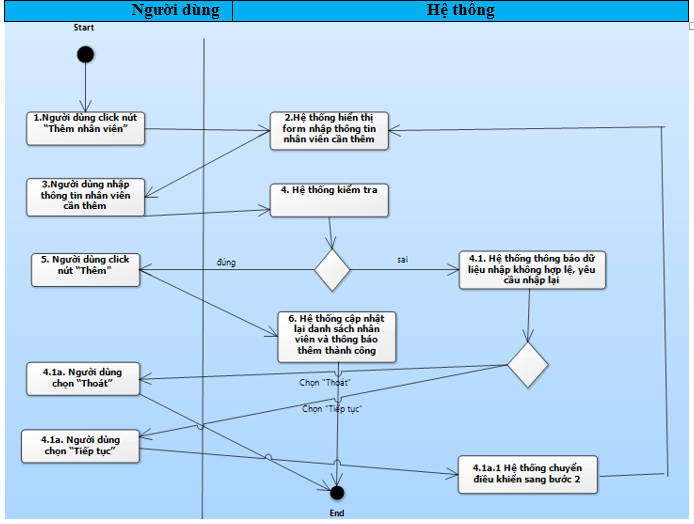 Người dùng
Hệ thống
Start
1.Người dùng click nút
“Thêm nhân viên”
2.Hệ thống hiển thị
form nhập thông tin
nhân viên cần thêm
3.Người dùng nhập
thông tin nhân viên
cần thêm
4. Hệ thống kiểm tra
5. Người dùng click
nút “Thêm"
đúng
sai
4.1. Hệ thống thông báo dữ
liệu nhập không hợp lệ, yêu
cầu nhập lại
6. Hệ thống cập nhật
lại danh sách nhân
viên và thông báo
thêm thành công
4.1a. Người dùng
chọn “Thoát”
Chọn "Thoát"
Chọn "Tiếp tục"
4.1a. Người dùng
chọn “Tiếp tục”
4.1a.1 Hệ thống chuyển
điều khiển sang bước 2
End